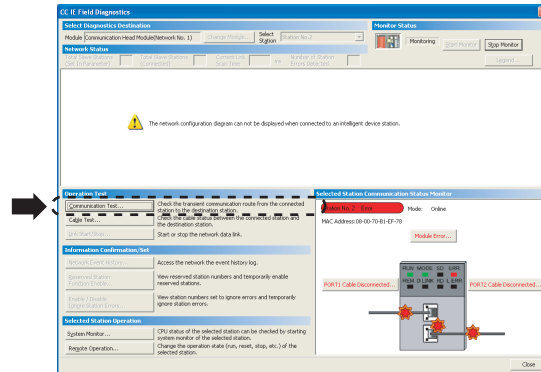 CC IE Field Diagnostics
Select Diagnostics Destination
Monitor Status
Module Communication Head Module(Network No. 1)
Change Module...
Select Station
Station No.2
Monitoring
Start Monitor
Stop Monitor
Network Status
Total Slave Stations (Set In Parameter)
Total Slave Stations (Connected)
Current Link Scan Time
ms
Number of Station Errors Detected
Legend...
The network configuration diagram can not be displayed when connected to an intelligent device station.
Operation Test
Communication Test...
Check the transient communication route from the connected station to the destination station.
Cable Test...
Check the cable status between the connected station and the destination station.
Link Start/Stop...
Start or stop the network data link.
Information Confirmation/Set
Network Event History...
Access the network the event history log.
Reserved Station Function Enable...
View reserved station numbers and temporarily enable reserved stations.
Enable / Disable Ignore Station Errors...
View station numbers set to ignore errors and temporarily ignore station errors.
Selected Station Operation
System Monitor...
CPU status of the selected station can be checked by starting system monitor of the selected station.
Remote Operation...
Change the operation state (run, reset, stop, etc.) of the selected station.
Selected Station Communication Status Monitor
Station No. 2 Error
Mode: Online
MAC Address:08-00-70-B1-EF-78
Module Error...
RUN MODE SD ERR.
REM D LINK RD L ERR.
PORT1 Cable Disconnected...
PORT2 Cable Disconnected...
Close